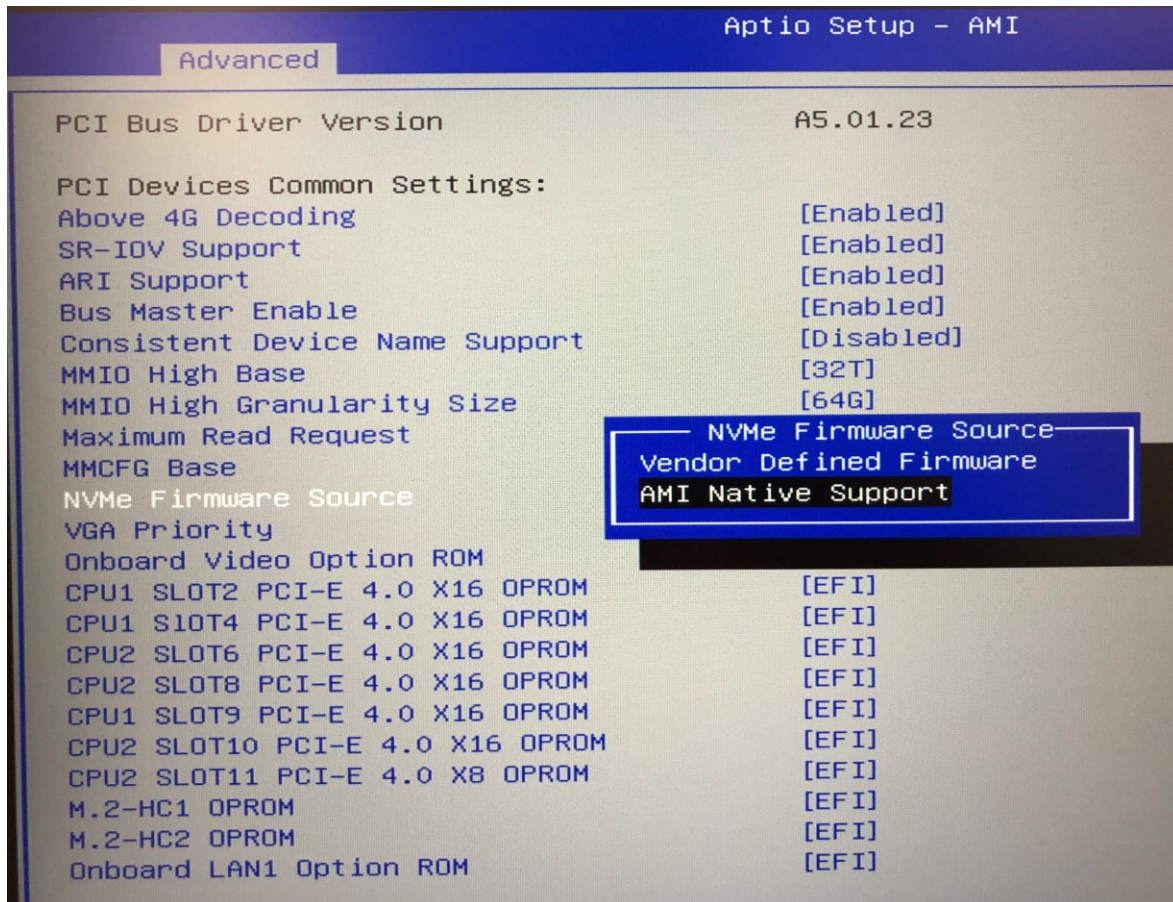 Aptio Setup - AMI
Advanced
PCI Bus Driver Version A5.01.23
PCI Devices Common Settings:
Above 4G Decoding [Enabled]
SR-IOV Support [Enabled]
ARI Support [Enabled]
Bus Master Enable [Enabled]
Consistent Device Name Support [Disabled]
MMIO High Base [32T]
MMIO High Granularity Size [64G]
Maximum Read Request
MMCFG Base
NVMe Firmware Source
VGA Priority
Onboard Video Option ROM
NVMe Firmware Source
Vendor Defined Firmware
AMI Native Support
CPU1 SLOT2 PCI-E 4.0 X16 OPROM [EFI]
CPU1 SlOT4 PCI-E 4.0 X16 OPROM [EFI]
CPU2 SLOT6 PCI-E 4.0 X16 OPROM [EFI]
CPU2 SLOT8 PCI-E 4.0 X16 OPROM [EFI]
CPU1 SLOT9 PCI-E 4.0 X16 OPROM [EFI]
CPU2 SLOT10 PCI-E 4.0 X16 OPROM [EFI]
CPU2 SLOT11 PCI-E 4.0 X8 OPROM [EFI]
M.2-HC1 OPROM [EFI]
M.2-HC2 OPROM [EFI]
Onboard LAN1 Option ROM [EFI]